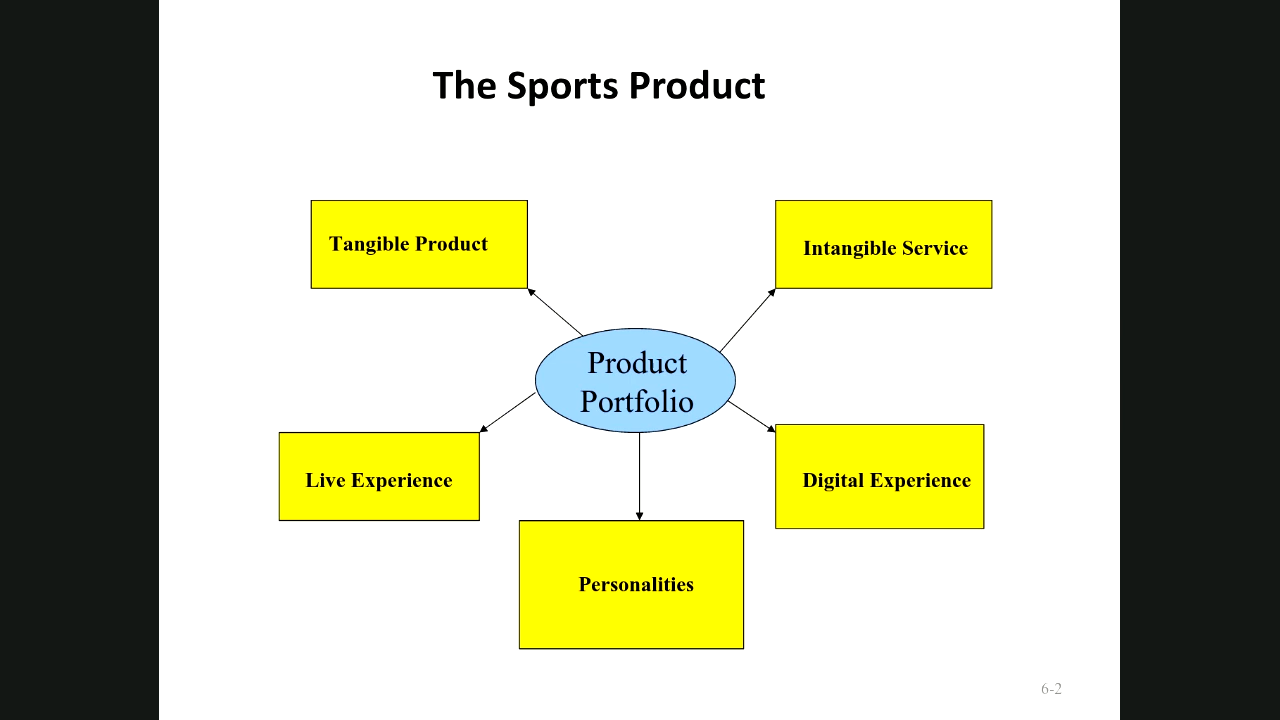 The Sports Product
Tangible Product
Intangible Service
Product
Portfolio
Live Experience
Digital Experience
Personalities
6-2